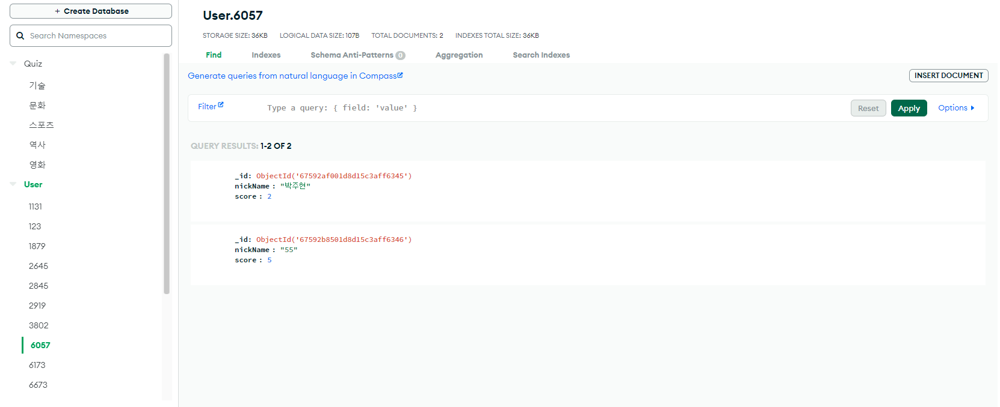 + Create Database
Search Namespaces
Quiz
기술
문화
스포츠
역사
영화
User
1131
123
1879
2645
2845
2919
3802
6057
6173
6673
User.6057
STORAGE SIZE: 36KB LOGICAL DATA SIZE: 107B TOTAL DOCUMENTS: 2 INDEXES TOTAL SIZE: 36KB
Find Indexes Schema Anti-Patterns 0 Aggregation Search Indexes
Generate queries from natural language in Compass
INSERT DOCUMENT
Filter Type a query: { field: 'value' } Reset Apply Options
QUERY RESULTS: 1-2 OF 2
_id: ObjectId('67592af001d8d15c3aff6345')
nickName : "박주현"
score : 2
_id: ObjectId('67592b8501d8d15c3aff6346')
nickName : "55"
score : 5